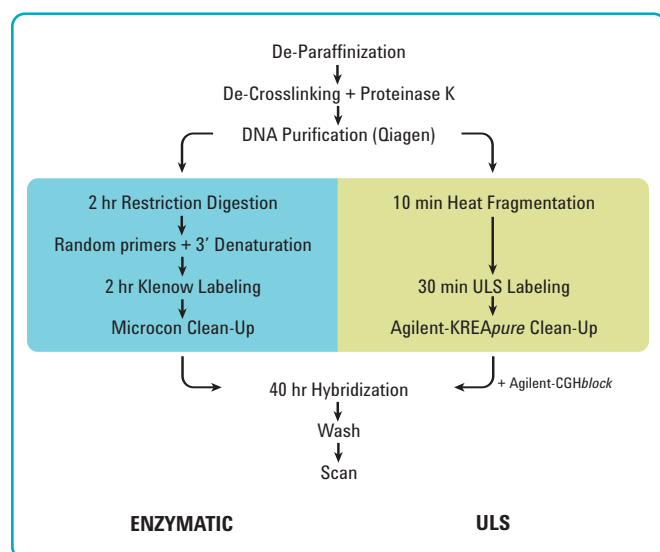 De-Paraffinization
De-Crosslinking + Proteinase K
DNA Purification (Qiagen)
2 hr Restriction Digestion
Random primers + 3′ Denaturation
2 hr Klenow Labeling
Microcon Clean-Up
10 min Heat Fragmentation
30 min ULS Labeling
Agilent-KREApure Clean-Up
+ Agilent-CGHblock
40 hr Hybridization
Wash
Scan
ENZYMATIC
ULS